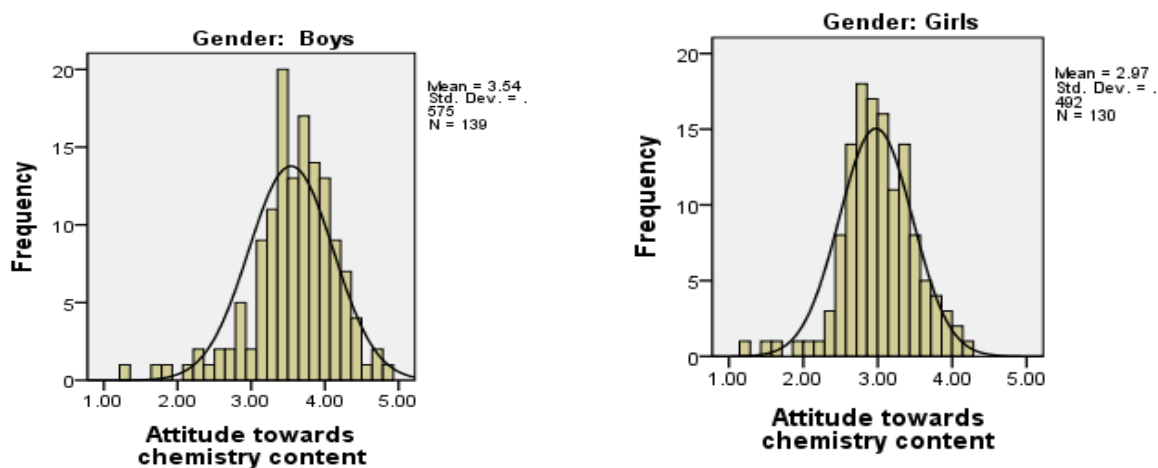 Gender: Boys
Mean = 3.54
Std. Dev. = .
575
N = 139
Frequency
20
15
10
5
0
1.00 2.00 3.00 4.00 5.00
Attitude towards
chemistry content
Gender: Girls
Mean = 2.97
Std. Dev. = .
492
N = 130
Frequency
20
15
10
5
0
1.00 2.00 3.00 4.00 5.00
Attitude towards
chemistry content